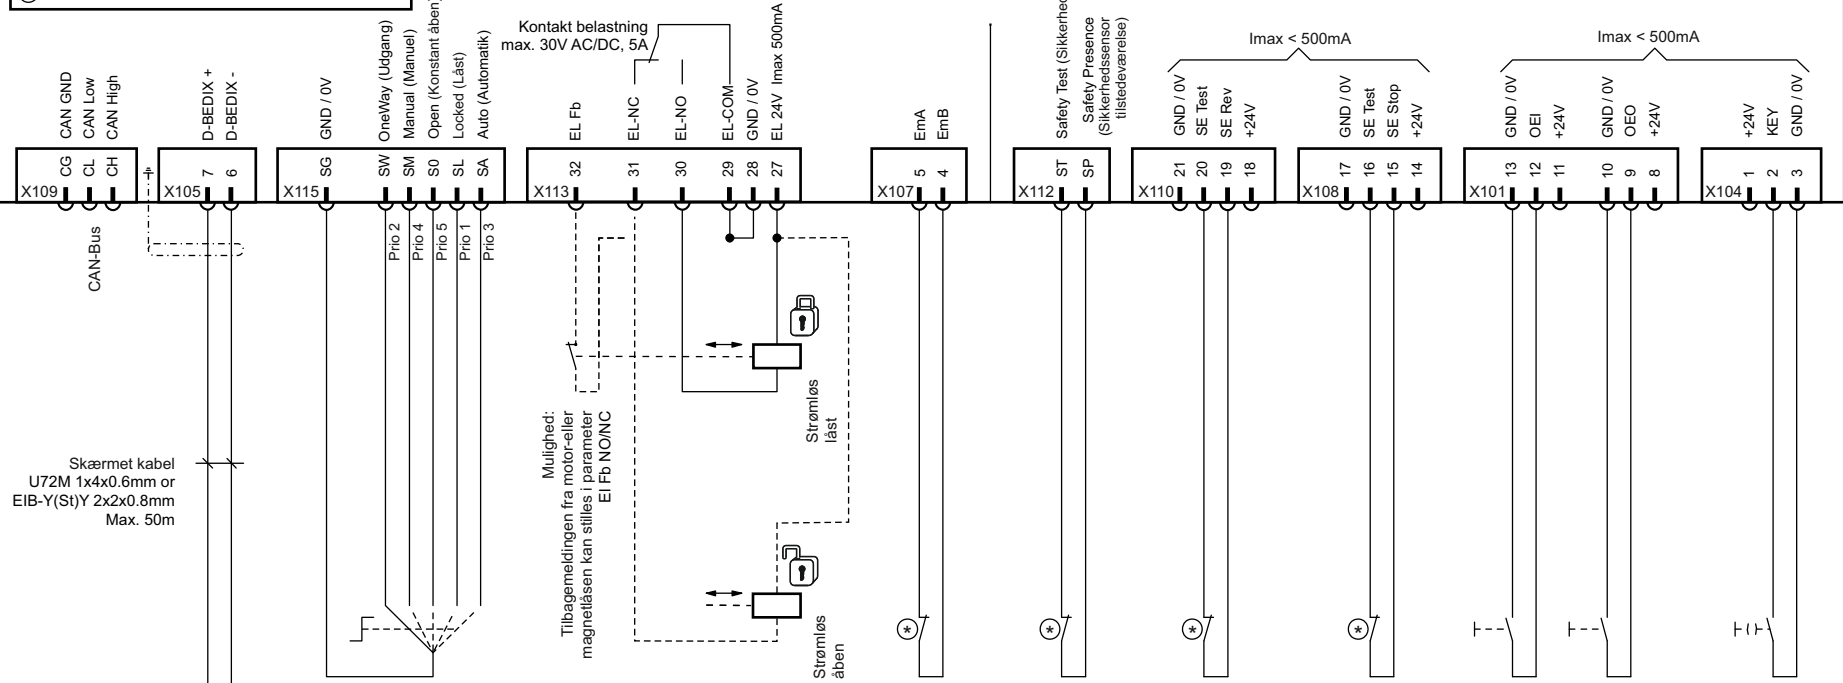 Kontakt belastning
max. 30V AC/DC, 5A
Imax < 500mA
Imax < 500mA
CAN GND
CAN Low
CAN High
D-BEDIX +
D-BEDIX -
GND / 0V
OneWay (Udgang)
Manual (Manuel)
Open (Konstant åben)
Locked (Låst)
Auto (Automatik)
EL Fb
EL-NC
EL-NO
EL-COM
GND / 0V
EL 24V Imax 500mA
EmA
EmB
Safety Test (Sikkerhed
Safety Presence
(Sikkerhedssensor
tilstedeværelse)
GND / 0V
SE Test
SE Rev
+24V
GND / 0V
SE Test
SE Stop
+24V
GND / 0V
OEI
+24V
GND / 0V
OEO
+24V
+24V
KEY
GND / 0V
X109 CG CL CH
X105 7 6
X115 SG SW SM S0 SL SA
X113 32 31 30 29 28 27
X107 5 4
X112 ST SP
X110 21 20 19 18
X108 17 16 15 14
X101 13 12 11 10 9 8
X104 1 2 3
CAN-Bus
Prio 2
Prio 4
Prio 5
Prio 1
Prio 3
Skærmet kabel
U72M 1x4x0.6mm or
EIB-Y(St)Y 2x2x0.8mm
Max. 50m
Mulighed:
Tilbagemeldingen fra motor-eller
magnetlåsen kan stilles i parameter
El Fb NO/NC
Strømløs
låst
Strømløs
åben
*
*
*
*